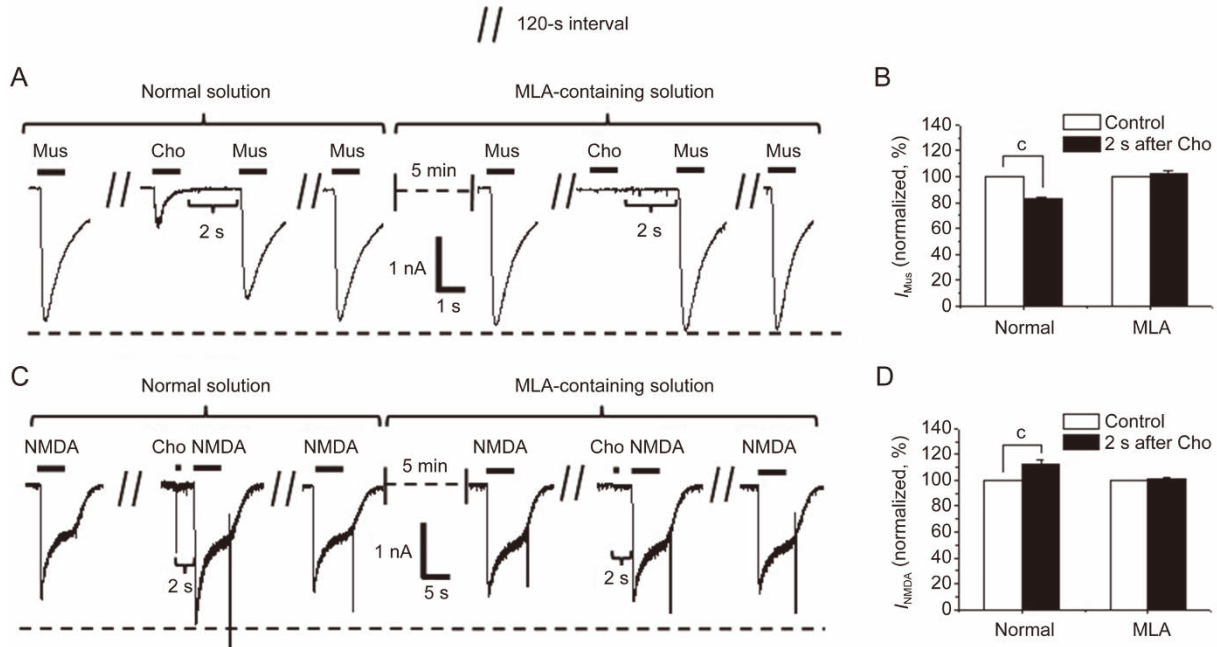 120-s interval
A
Normal solution
MLA-containing solution
Mus
Cho
Mus
Mus
5 min
Mus
Cho
Mus
Mus
2 s
2 s
1 nA
1 s
B
Control
2 s after Cho
c
140
120
100
80
60
40
20
0
I_Mus (normalized, %)
Normal
MLA
C
Normal solution
MLA-containing solution
NMDA
Cho NMDA
NMDA
5 min
NMDA
Cho NMDA
NMDA
2 s
2 s
1 nA
5 s
D
Control
2 s after Cho
c
140
120
100
80
60
40
20
0
I_NMDA (normalized, %)
Normal
MLA